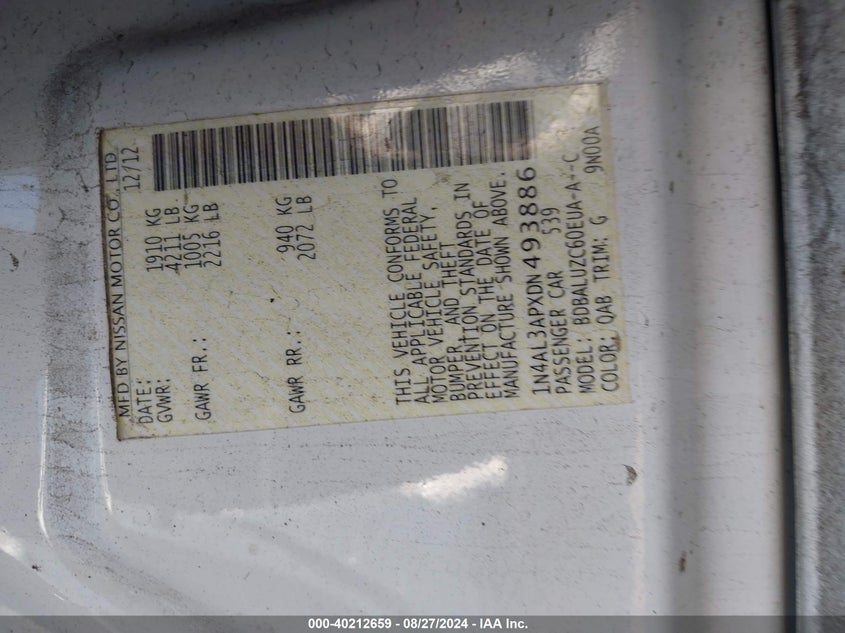 MFD BY NISSAN MOTOR CO., LTD.
DATE: 12/12
GVWR: 1910 KG
4211 LB
GAWR FR.: 1005 KG
2216 LB
GAWR RR.: 940 KG
2072 LB
THIS VEHICLE CONFORMS TO
ALL APPLICABLE FEDERAL
MOTOR VEHICLE SAFETY,
BUMPER, AND THEFT
PREVENTION STANDARDS IN
EFFECT ON THE DATE OF
MANUFACTURE SHOWN ABOVE.
1N4AL3APXDN493886
PASSENGER CAR 539
MODEL: BDBALUZC6DEUA-A--C
COLOR: QAB TRIM: G 9N00A
000-40212659 - 08/27/2024 - IAA Inc.